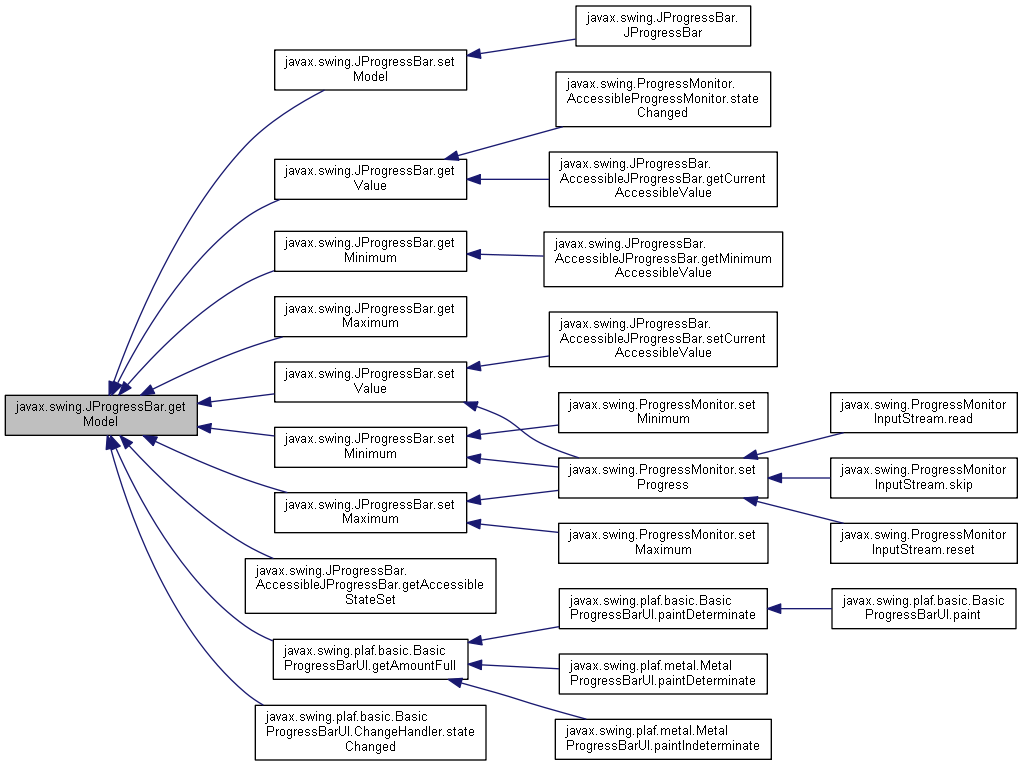 javax.swing.JProgressBar.get
Model
javax.swing.JProgressBar.set
Model
javax.swing.JProgressBar.get
Value
javax.swing.JProgressBar.get
Minimum
javax.swing.JProgressBar.get
Maximum
javax.swing.JProgressBar.set
Value
javax.swing.JProgressBar.set
Minimum
javax.swing.JProgressBar.set
Maximum
javax.swing.JProgressBar.
AccessibleJProgressBar.getAccessible
StateSet
javax.swing.plaf.basic.Basic
ProgressBarUI.getAmountFull
javax.swing.plaf.basic.Basic
ProgressBarUI.ChangeHandler.state
Changed
javax.swing.JProgressBar.
JProgressBar
javax.swing.ProgressMonitor.
AccessibleProgressMonitor.state
Changed
javax.swing.JProgressBar.
AccessibleJProgressBar.getCurrent
AccessibleValue
javax.swing.JProgressBar.
AccessibleJProgressBar.getMinimum
AccessibleValue
javax.swing.JProgressBar.
AccessibleJProgressBar.setCurrent
AccessibleValue
javax.swing.ProgressMonitor.set
Minimum
javax.swing.ProgressMonitor.set
Progress
javax.swing.ProgressMonitor.set
Maximum
javax.swing.plaf.basic.Basic
ProgressBarUI.paintDeterminate
javax.swing.plaf.metal.Metal
ProgressBarUI.paintDeterminate
javax.swing.plaf.metal.Metal
ProgressBarUI.paintIndeterminate
javax.swing.ProgressMonitor
InputStream.read
javax.swing.ProgressMonitor
InputStream.skip
javax.swing.ProgressMonitor
InputStream.reset
javax.swing.plaf.basic.Basic
ProgressBarUI.paint